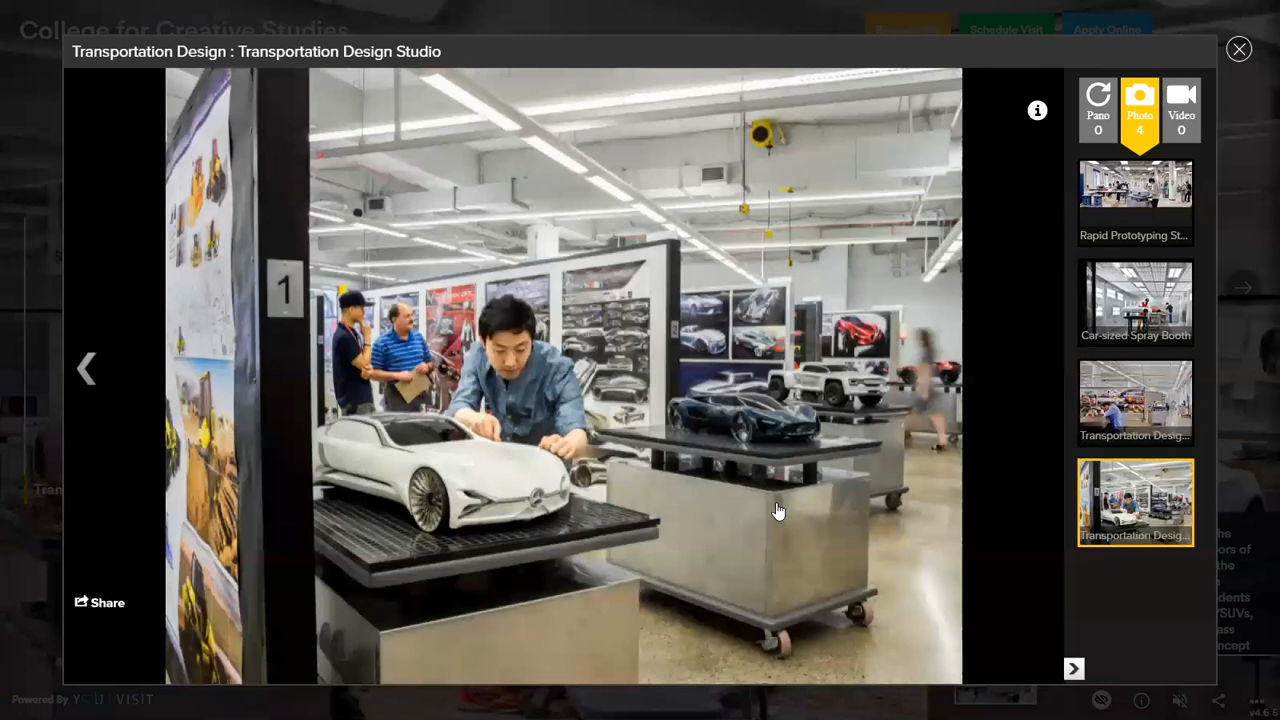 College for Creative Studies
Schedule Visit
Apply Online
Transportation Design : Transportation Design Studio
Pano
0
Photo
4
Video
0
Rapid Prototyping St...
Car-sized Spray Booth
Transportation Desig...
Transportation Desig...
1
Share
Powered By YOUVISIT